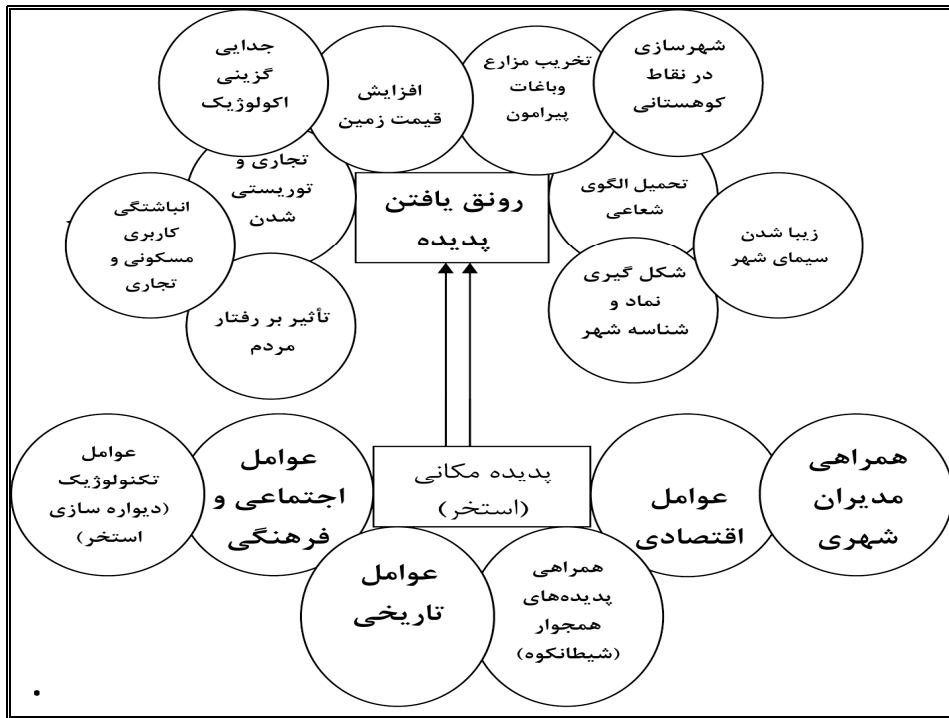 شهرسازی
در نقاط
کوهستانی
تخریب مزارع
وباغات
پیرامون
افزایش
قیمت زمین
جدایی
گزینی
اکولوژیک
تجاری و
توریستی
شدن
انباشتگی
کاربری
مسکونی و
تجاری
تأثیر بر رفتار
مردم
رونق یافتن
پدیده
تحمیل الگوی
شعاعی
زیبا شدن
سیمای شهر
شکل گیری
نماد و
شناسه شهر
همراهی
مدیران
شهری
عوامل
اقتصادی
پدیده مکانی
(استخر)
عوامل
اجتماعی و
فرهنگی
عوامل
تکنولوژیک
(دیواره سازی
استخر)
همراهی
پدیده‌های
همجوار
(شیطانکوه)
عوامل
تاریخی